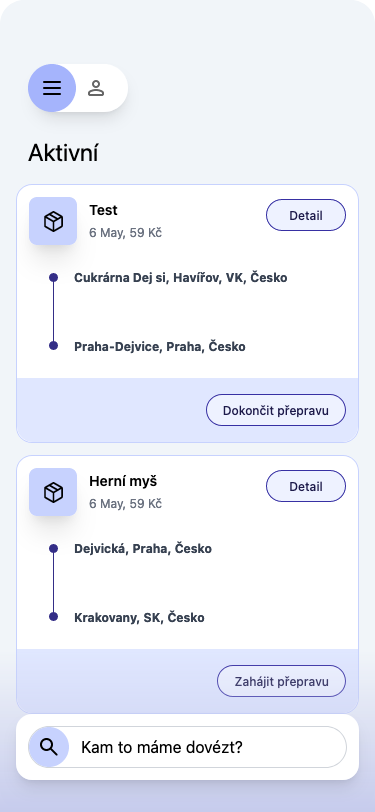 Aktivní
Test
Detail
6 May, 59 Kč
Cukrárna Dej si, Havířov, VK, Česko
Praha-Dejvice, Praha, Česko
Dokončit přepravu
Herní myš
Detail
6 May, 59 Kč
Dejvická, Praha, Česko
Krakovany, SK, Česko
Zahájit přepravu
Kam to máme dovézt?